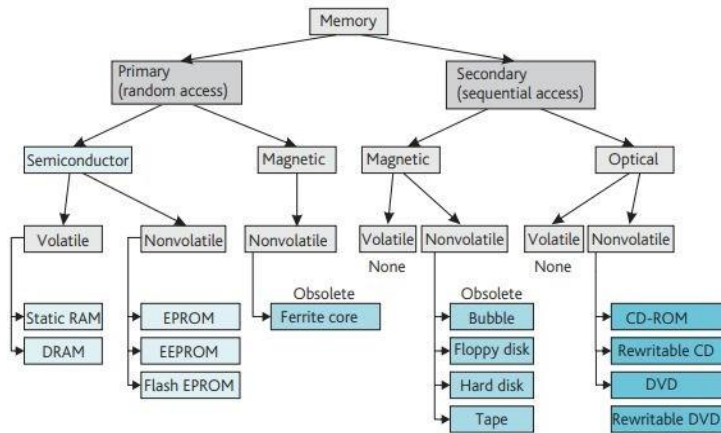 Memory
Primary
(random access)
Secondary
(sequential access)
Semiconductor
Magnetic
Magnetic
Optical
Volatile
Nonvolatile
Nonvolatile
Volatile
Nonvolatile
Volatile
Nonvolatile
None
None
Obsolete
Obsolete
Static RAM
EPROM
Ferrite core
Bubble
CD-ROM
DRAM
EEPROM
Floppy disk
Rewritable CD
Flash EPROM
Hard disk
DVD
Tape
Rewritable DVD